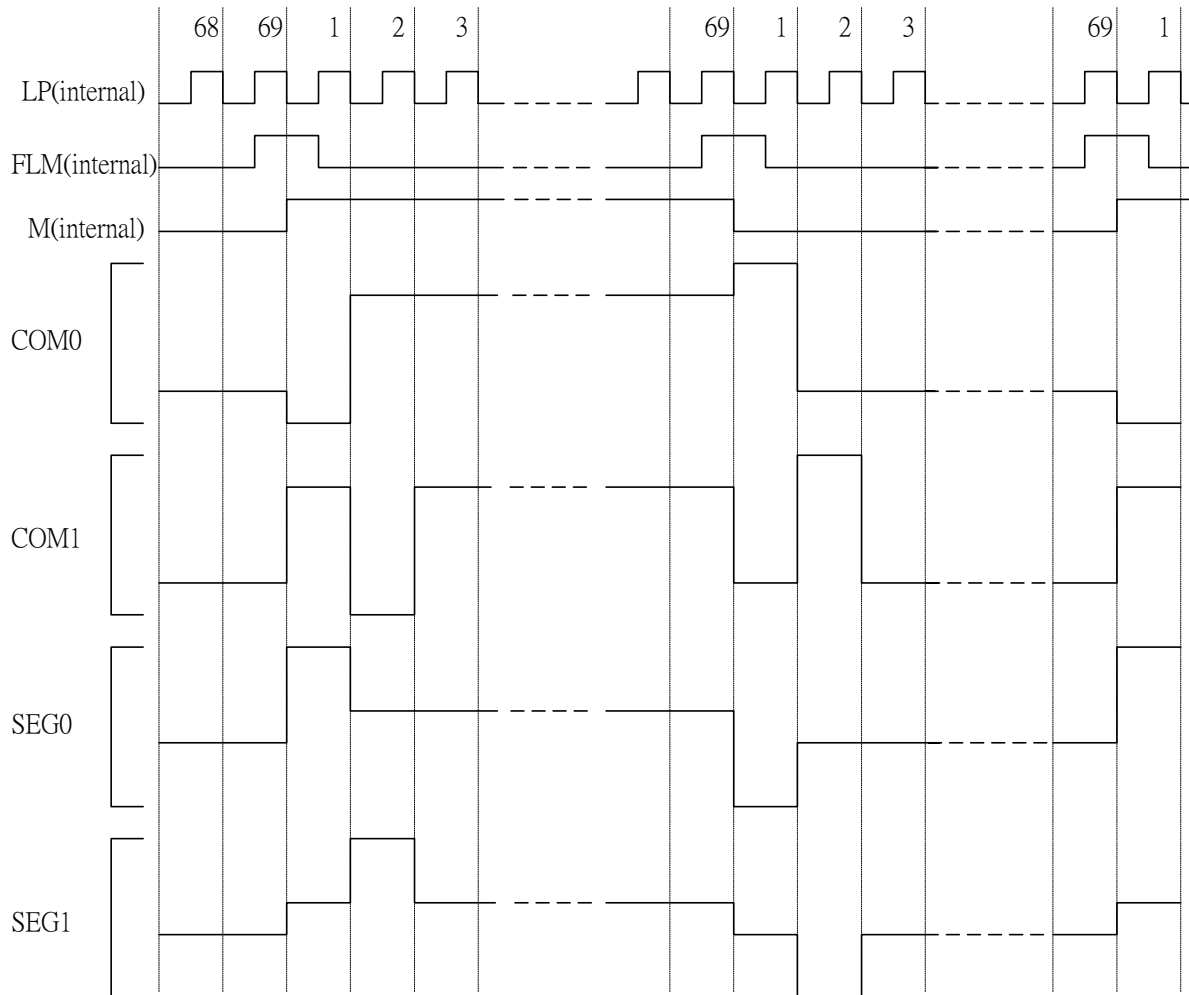 68 69 1 2 3 69 1 2 3 69 1
LP(internal)
FLM(internal)
M(internal)
COM0
COM1
SEG0
SEG1